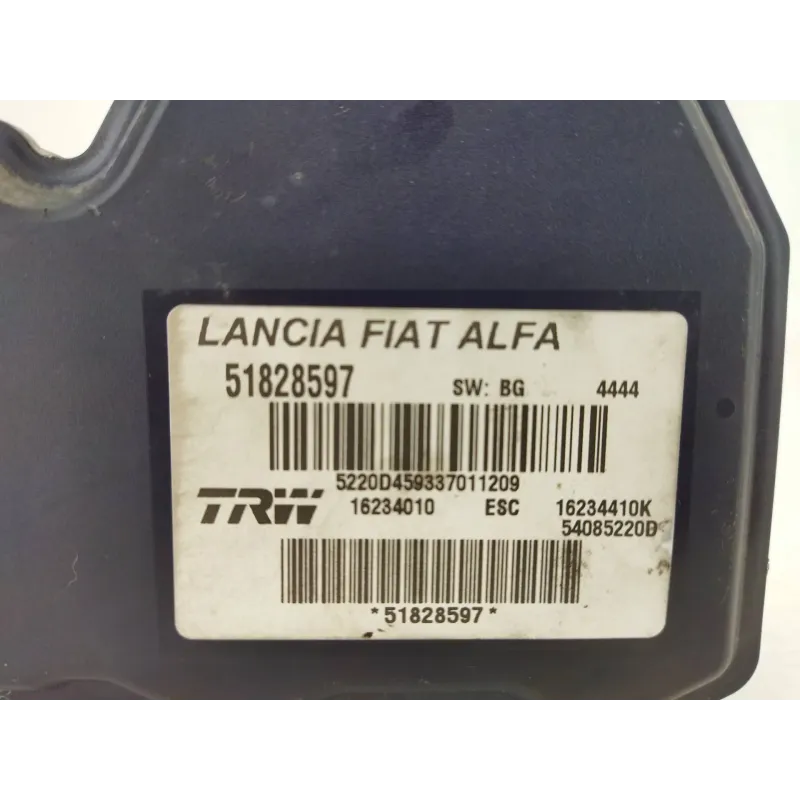 LANCIA FIAT ALFA
51828597 SW: BG 4444
5220D459337011209
TRW 16234010 ESC 16234410K
54085220D
*51828597*